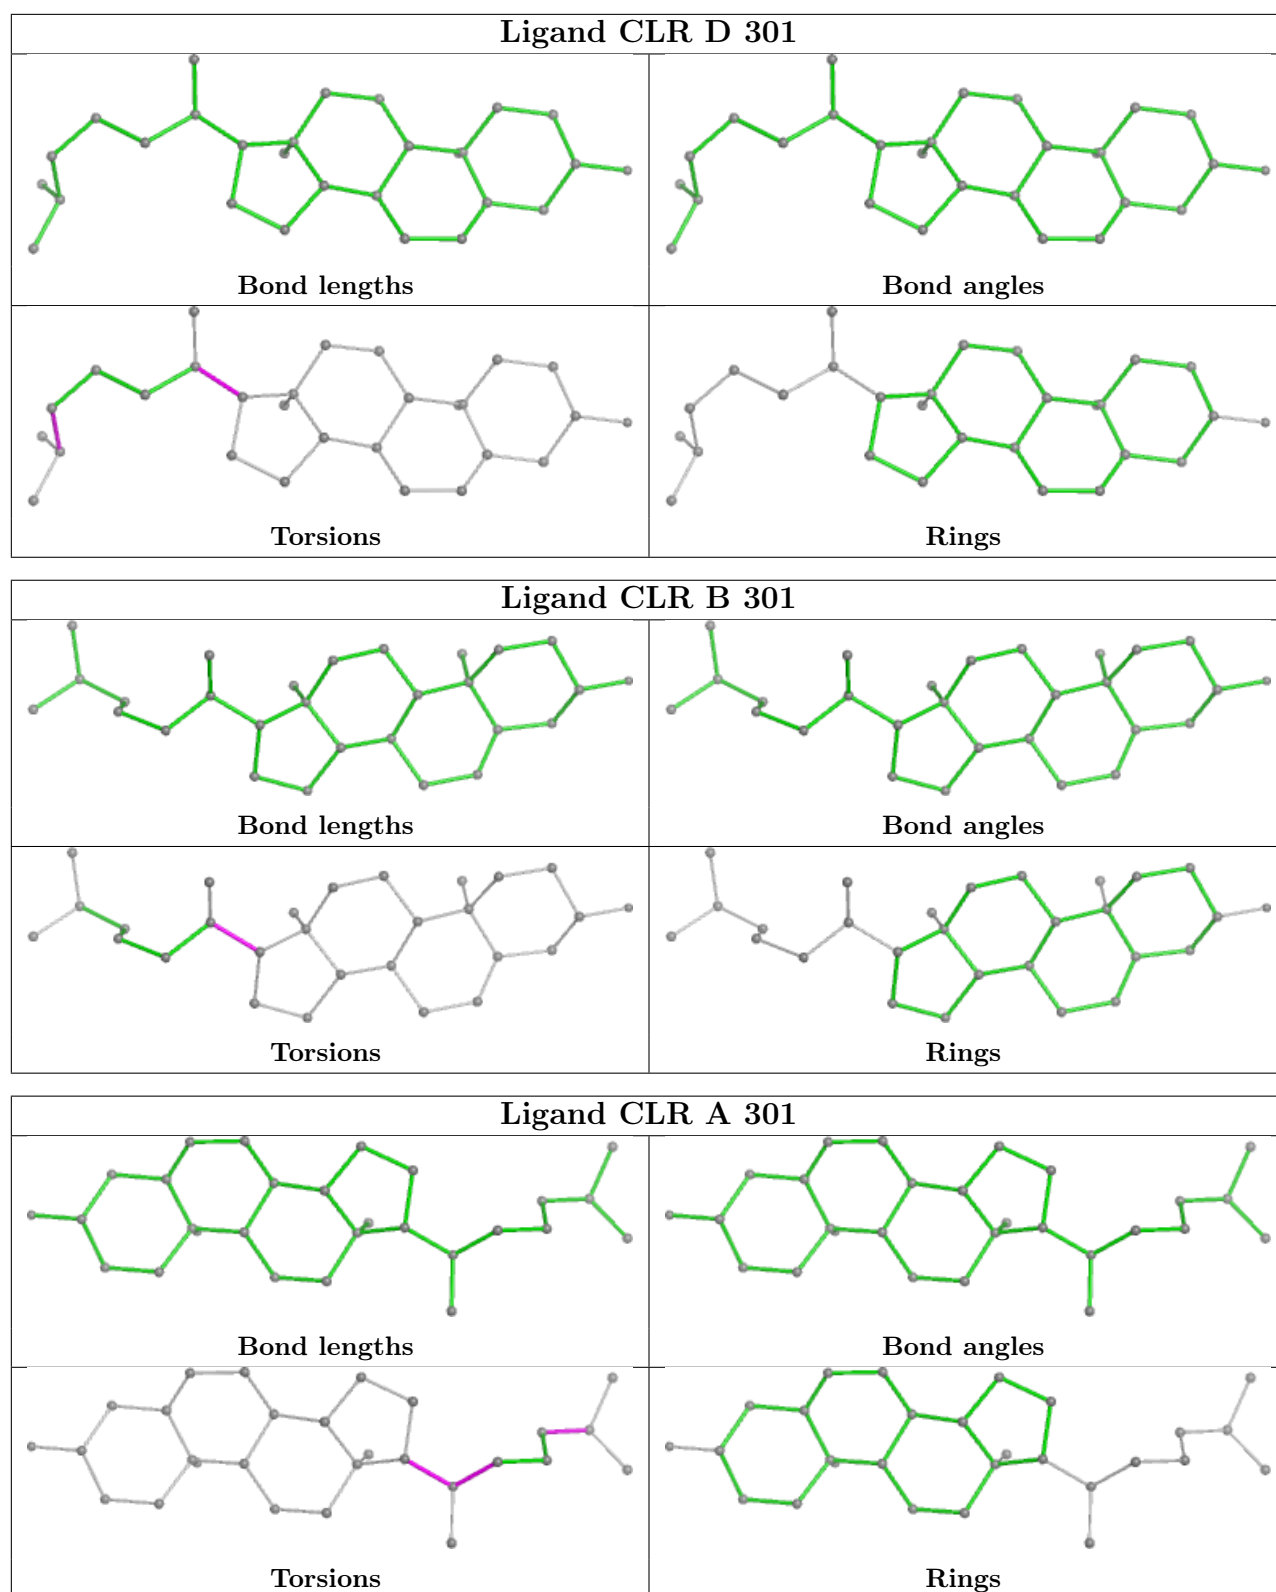 Ligand CLR D 301
Bond lengths
Bond angles
Torsions
Rings
Ligand CLR B 301
Bond lengths
Bond angles
Torsions
Rings
Ligand CLR A 301
Bond lengths
Bond angles
Torsions
Rings